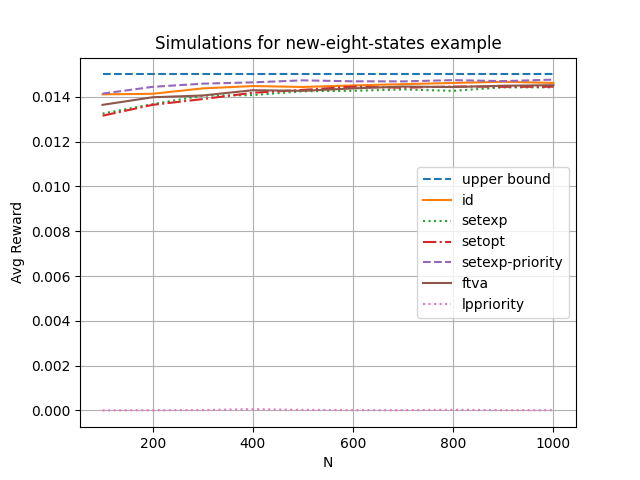 Simulations for new-eight-states example
Avg Reward
0.014
0.012
0.010
0.008
0.006
0.004
0.002
0.000
upper bound
id
setexp
setopt
setexp-priority
ftva
lppriority
200 400 600 800 1000
N